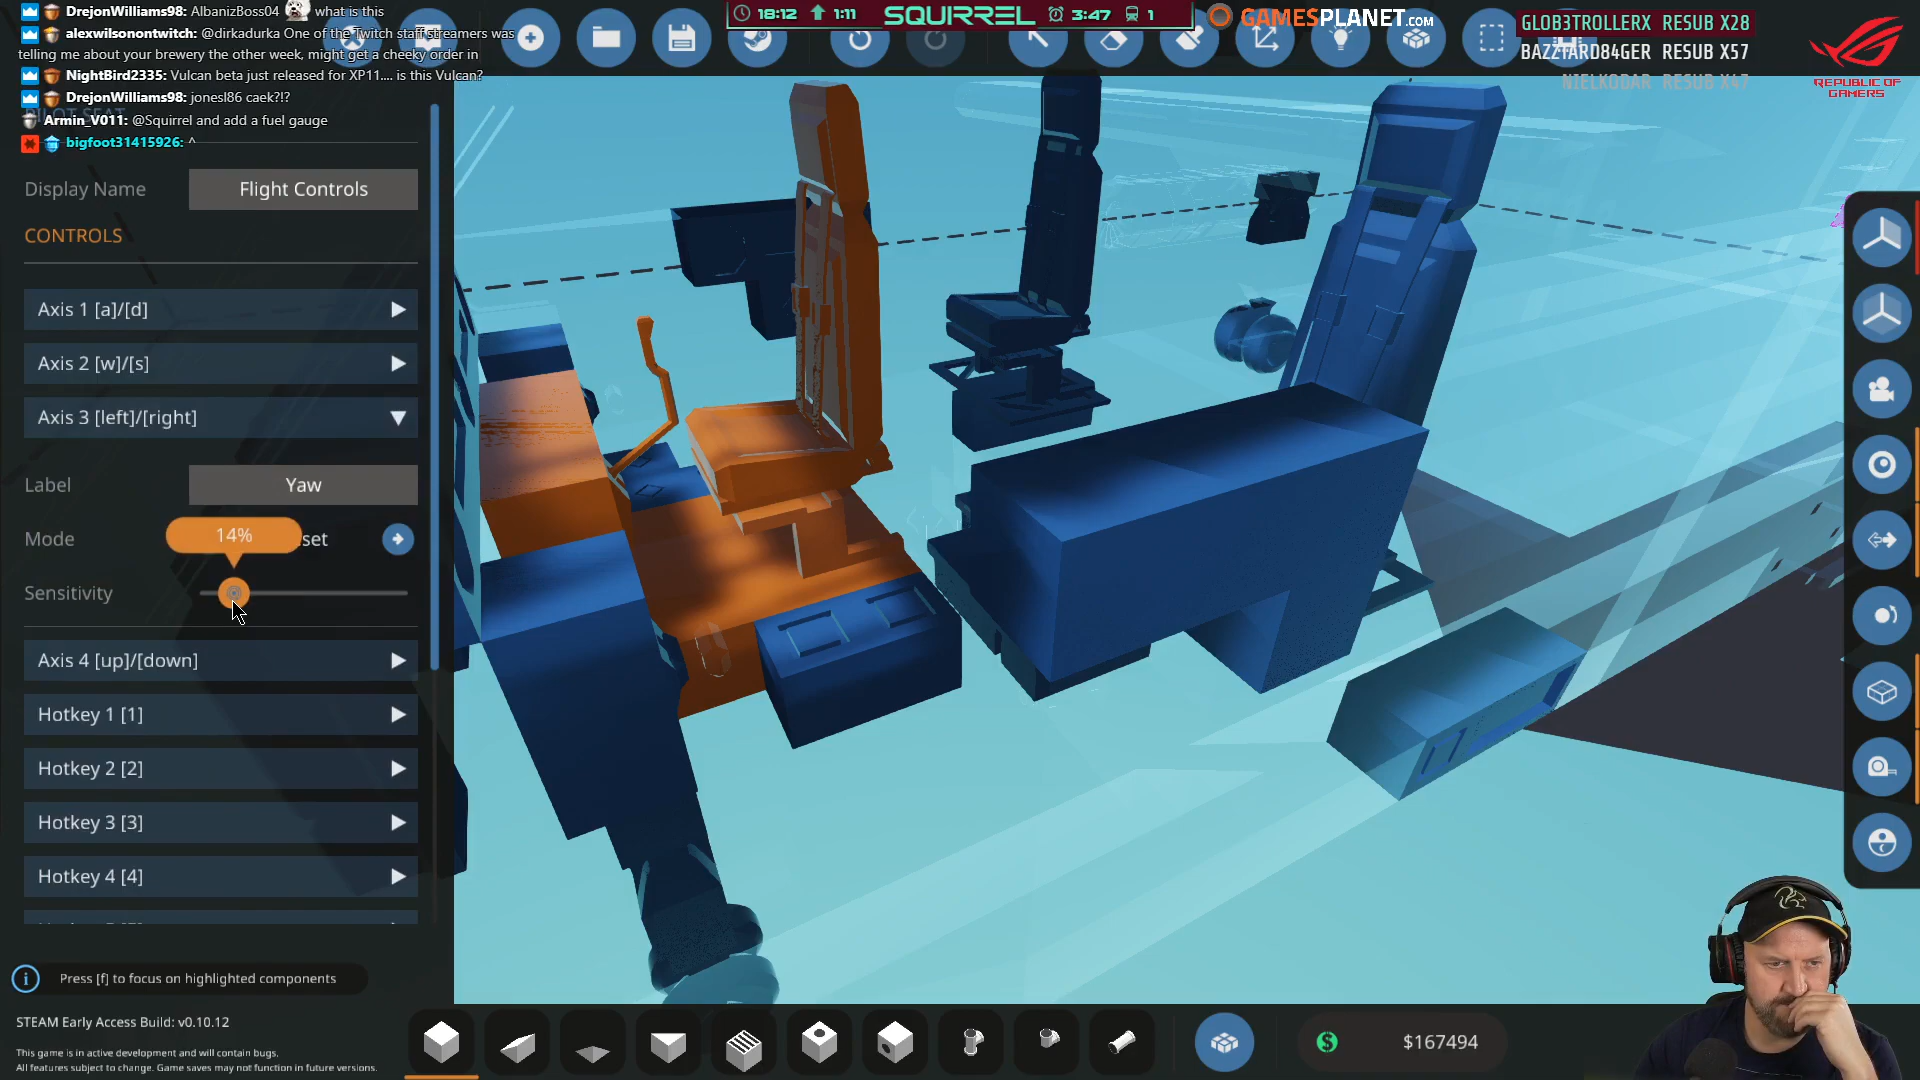 DrejonWilliams98: AlbanizBoss04 what is this
alexwilsonontwitch: @dirkadurka One of the Twitch staff streamers was
telling me about your brewery the other week, might get a cheeky order in
NightBird2335: Vulcan beta just released for XP11.... is this Vulcan?
DrejonWilliams98: jonesl86 caek?!?
Armin_V011: @Squirrel and add a fuel gauge
bigfoot31415926: ^
18:12 1:11 SQUIRREL 3:47 1
GAMESPLANET.COM
GLOB3TROLLERX RESUB X28
BAZZTARD84GER RESUB X57
NIELKODAR RESUB X47
REPUBLIC OF
GAMERS
PILOT SEAT
Display Name Flight Controls
CONTROLS
Axis 1 [a]/[d]
Axis 2 [w]/[s]
Axis 3 [left]/[right]
Label Yaw
Mode set
14%
Sensitivity
Axis 4 [up]/[down]
Hotkey 1 [1]
Hotkey 2 [2]
Hotkey 3 [3]
Hotkey 4 [4]
Press [f] to focus on highlighted components
STEAM Early Access Build: v0.10.12
This game is in active development and will contain bugs.
All features subject to change. Game saves may not function in future versions.
$ $167494